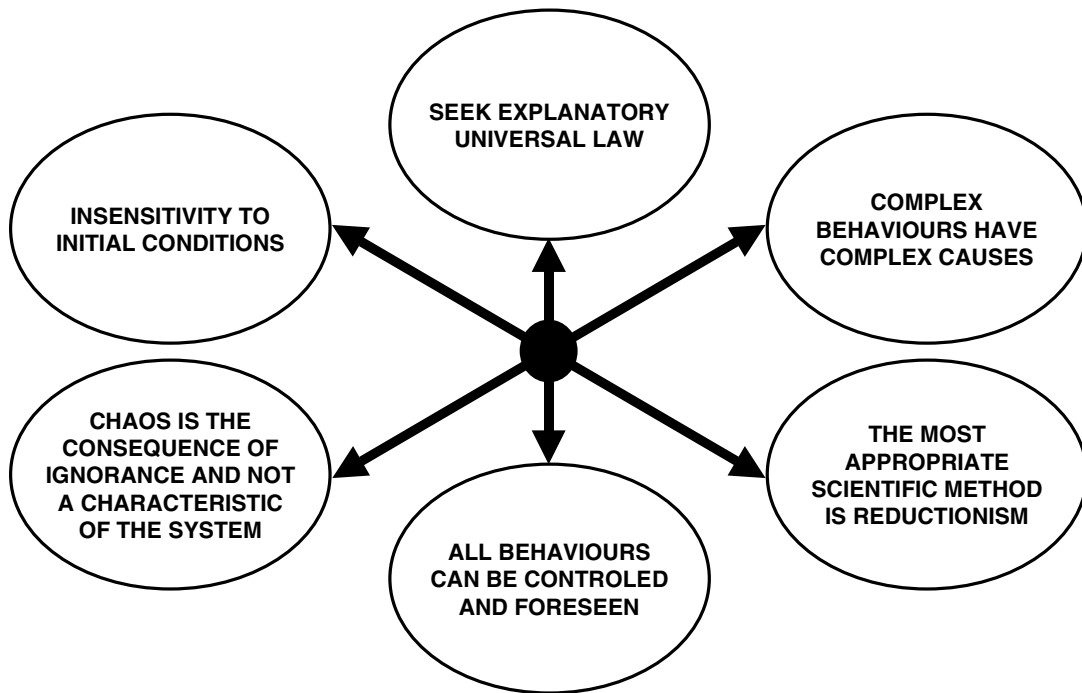 SEEK EXPLANATORY
UNIVERSAL LAW
INSENSITIVITY TO
INITIAL CONDITIONS
COMPLEX
BEHAVIOURS HAVE
COMPLEX CAUSES
CHAOS IS THE
CONSEQUENCE OF
IGNORANCE AND NOT
A CHARACTERISTIC
OF THE SYSTEM
THE MOST
APPROPRIATE
SCIENTIFIC METHOD
IS REDUCTIONISM
ALL BEHAVIOURS
CAN BE CONTROLED
AND FORESEEN